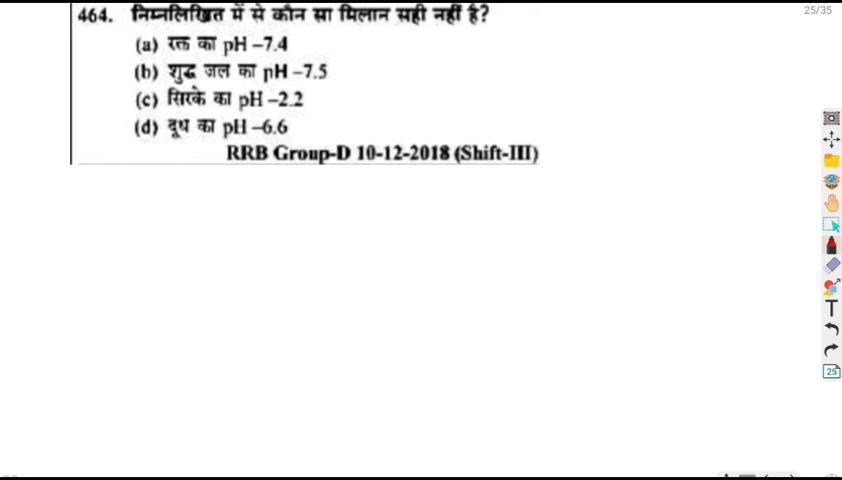 25/35
464. निम्नलिखित में से कौन सा मिलान सही नहीं है?
(a) रक्त का pH –7.4
(b) शुद्ध जल का pH –7.5
(c) सिरके का pH –2.2
(d) दूध का pH –6.6
RRB Group-D 10-12-2018 (Shift-III)
T
25